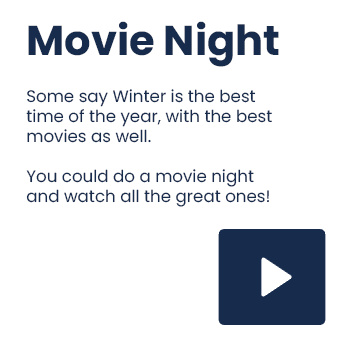 Movie Night
Some say Winter is the best
time of the year, with the best
movies as well.
You could do a movie night
and watch all the great ones!